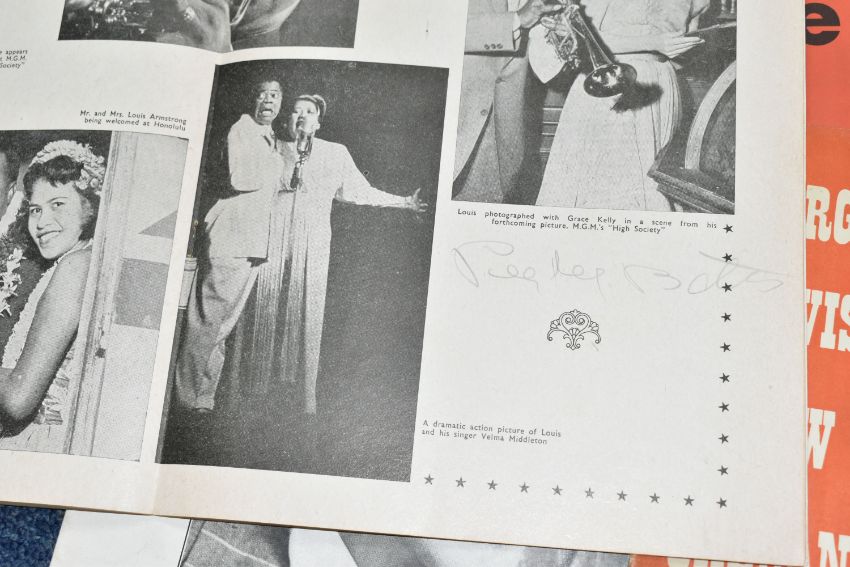 e appears
t M.G.M.
Society"
Mr. and Mrs. Louis Armstrong
being welcomed at Honolulu
Louis photographed with Grace Kelly in a scene from his
forthcoming picture, M.G.M.'s "High Society"
A dramatic action picture of Louis
and his singer Velma Middleton
e
RG
VIS
W
N